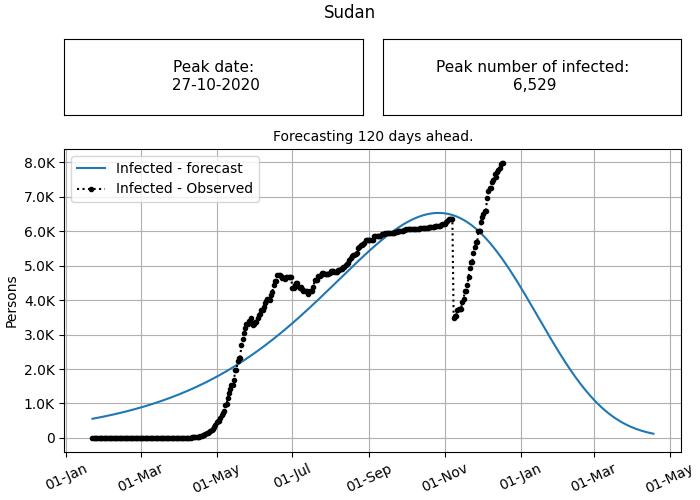 Sudan
Peak date:
27-10-2020
Peak number of infected:
6,529
Forecasting 120 days ahead.
Infected - forecast
Infected - Observed
Persons
8.0K
7.0K
6.0K
5.0K
4.0K
3.0K
2.0K
1.0K
0
01-Jan
01-Mar
01-May
01-Jul
01-Sep
01-Nov
01-Jan
01-Mar
01-May